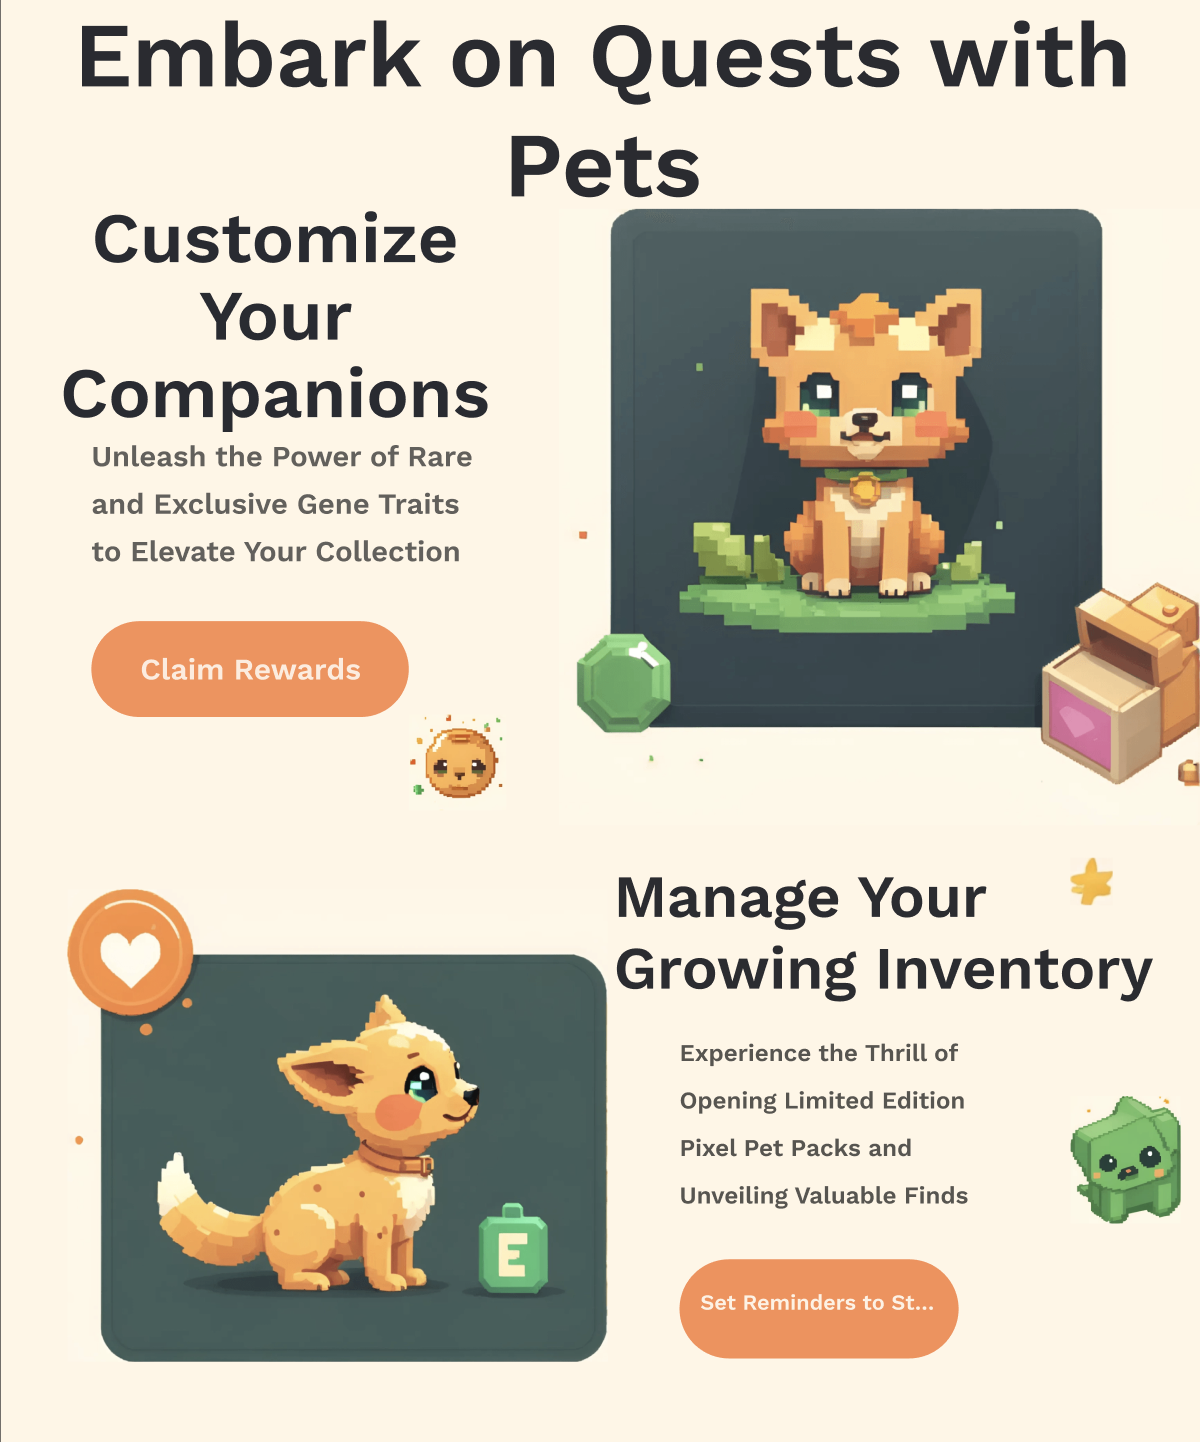 Embark on Quests with
Pets
Customize
Your
Companions
Unleash the Power of Rare
and Exclusive Gene Traits
to Elevate Your Collection
Claim Rewards
Manage Your
Growing Inventory
Experience the Thrill of
Opening Limited Edition
Pixel Pet Packs and
Unveiling Valuable Finds
E
Set Reminders to St...